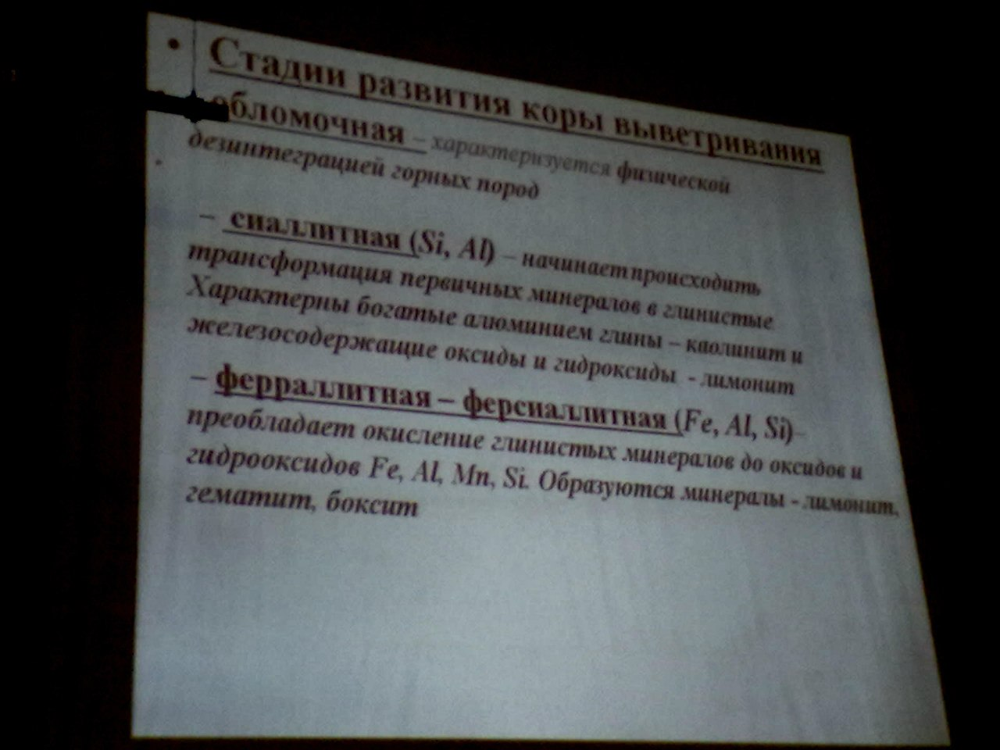 • Стадии развития коры выветривания
обломочная – характеризуется физической
дезинтеграцией горных пород
– сиаллитная (Si, Al) – начинает происходить
трансформация первичных минералов в глинистые
Характерны богатые алюминием глины – каолинит и
железосодержащие оксиды и гидроксиды - лимонит
– ферраллитная – ферсиаллитная (Fe, Al, Si)–
преобладает окисление глинистых минералов до оксидов и
гидрооксидов Fe, Al, Mn, Si. Образуются минералы - лимонит,
гематит, боксит